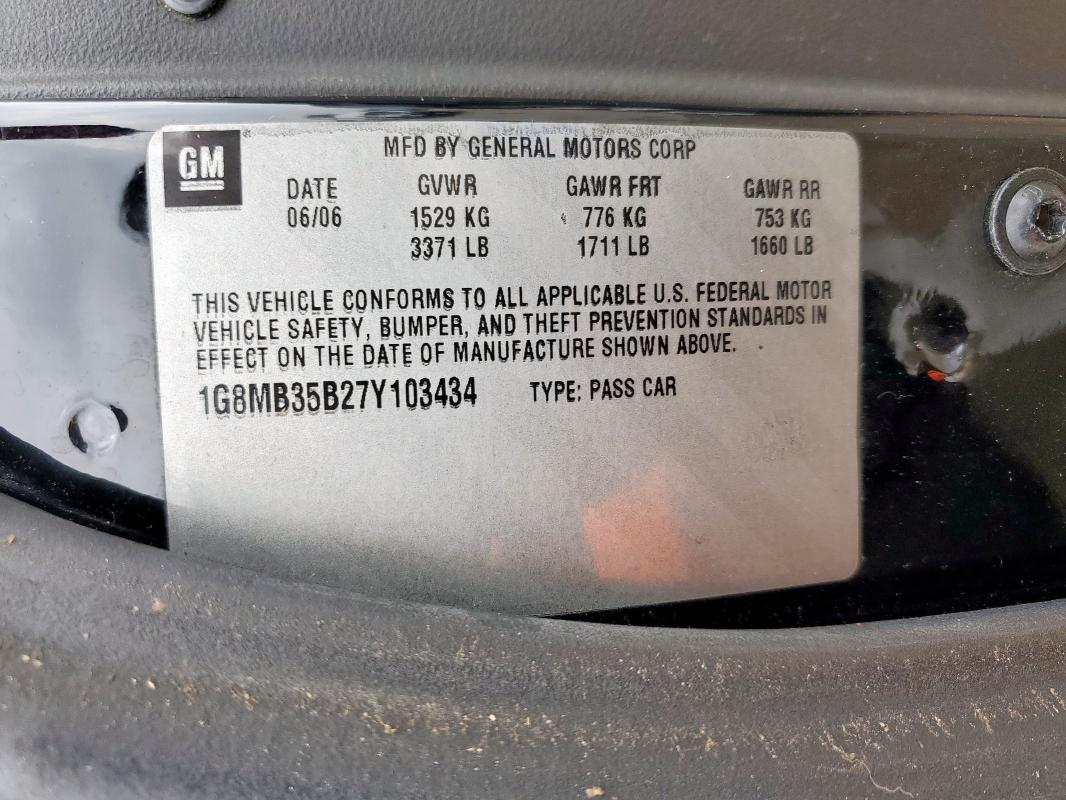 GM
MFD BY GENERAL MOTORS CORP
DATE GVWR GAWR FRT GAWR RR
06/06 1529 KG 776 KG 753 KG
3371 LB 1711 LB 1660 LB
THIS VEHICLE CONFORMS TO ALL APPLICABLE U.S. FEDERAL MOTOR
VEHICLE SAFETY, BUMPER, AND THEFT PREVENTION STANDARDS IN
EFFECT ON THE DATE OF MANUFACTURE SHOWN ABOVE.
1G8MB35B27Y103434 TYPE: PASS CAR